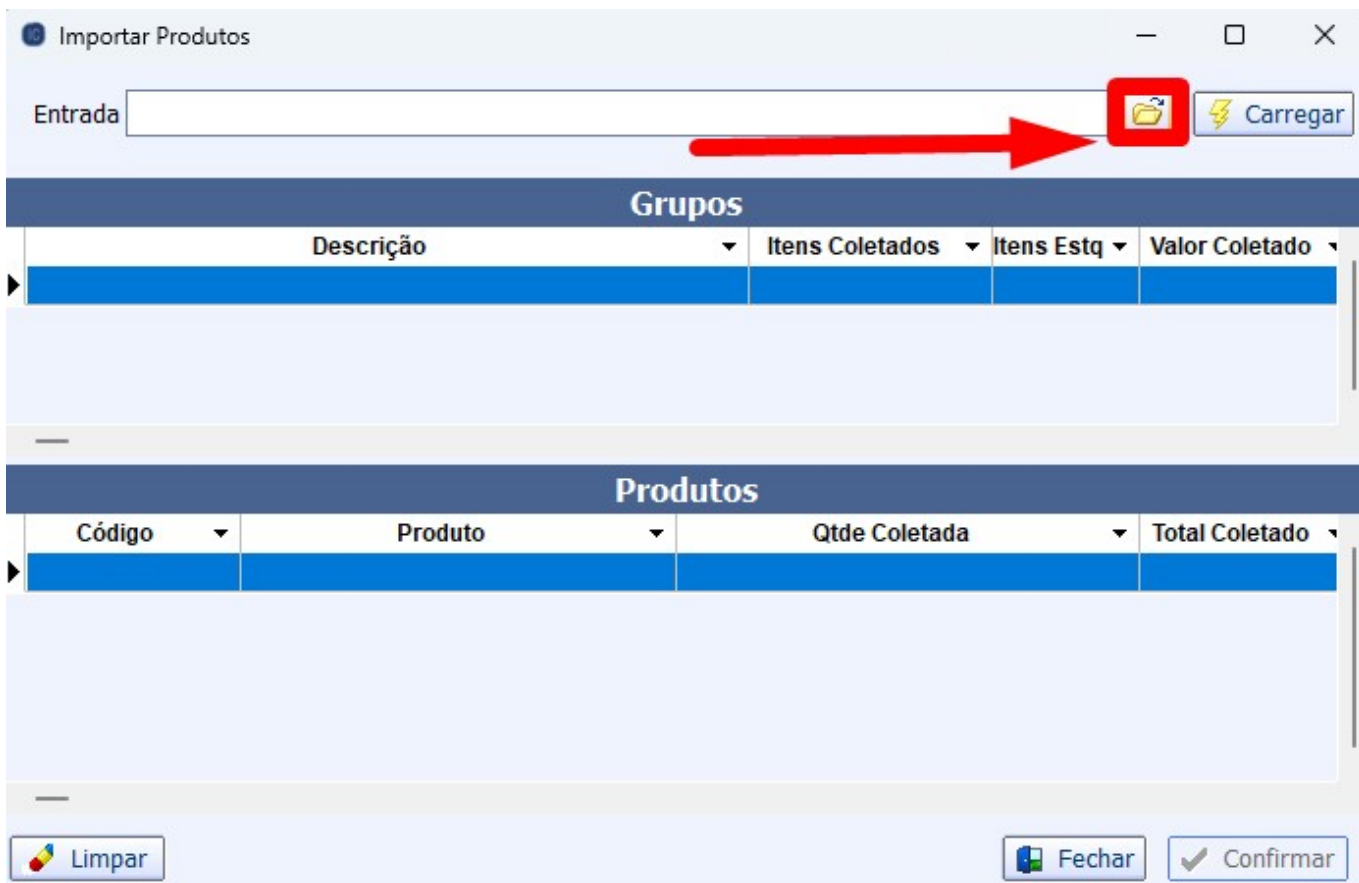 Importar Produtos
Entrada
Carregar
Grupos
Descrição Itens Coletados Itens Estq Valor Coletado
Produtos
Código Produto Qtde Coletada Total Coletado
Limpar Fechar Confirmar